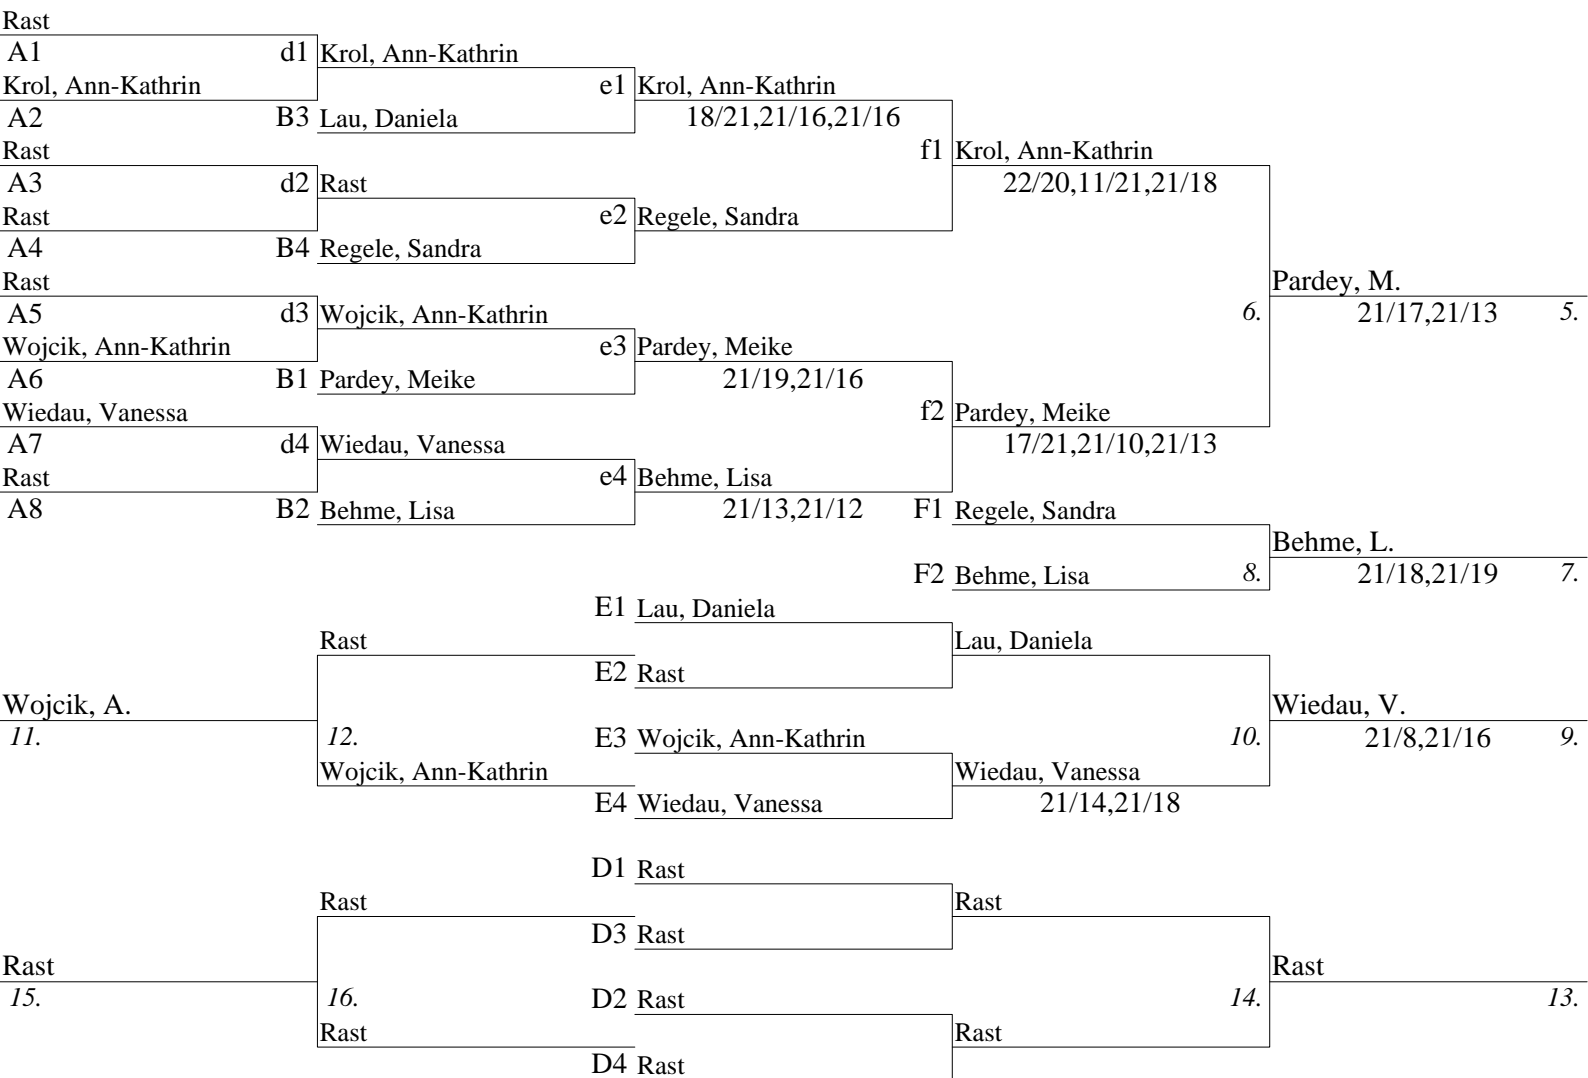 Rast
A1 d1 Krol, Ann-Kathrin
Krol, Ann-Kathrin e1 Krol, Ann-Kathrin
A2 B3 Lau, Daniela 18/21,21/16,21/16
Rast f1 Krol, Ann-Kathrin
A3 d2 Rast 22/20,11/21,21/18
Rast e2 Regele, Sandra
A4 B4 Regele, Sandra
Rast Pardey, M.
A5 d3 Wojcik, Ann-Kathrin 6. 21/17,21/13 5.
Wojcik, Ann-Kathrin e3 Pardey, Meike
A6 B1 Pardey, Meike 21/19,21/16
Wiedau, Vanessa f2 Pardey, Meike
A7 d4 Wiedau, Vanessa 17/21,21/10,21/13
Rast e4 Behme, Lisa
A8 B2 Behme, Lisa 21/13,21/12 F1 Regele, Sandra
Behme, L.
F2 Behme, Lisa 8. 21/18,21/19 7.
E1 Lau, Daniela
Rast Lau, Daniela
E2 Rast
Wojcik, A. Wiedau, V.
11. 12. E3 Wojcik, Ann-Kathrin 10. 21/8,21/16 9.
Wojcik, Ann-Kathrin Wiedau, Vanessa
E4 Wiedau, Vanessa 21/14,21/18
D1 Rast
Rast Rast
D3 Rast
Rast Rast
15. 16. D2 Rast 14. 13.
Rast Rast
D4 Rast